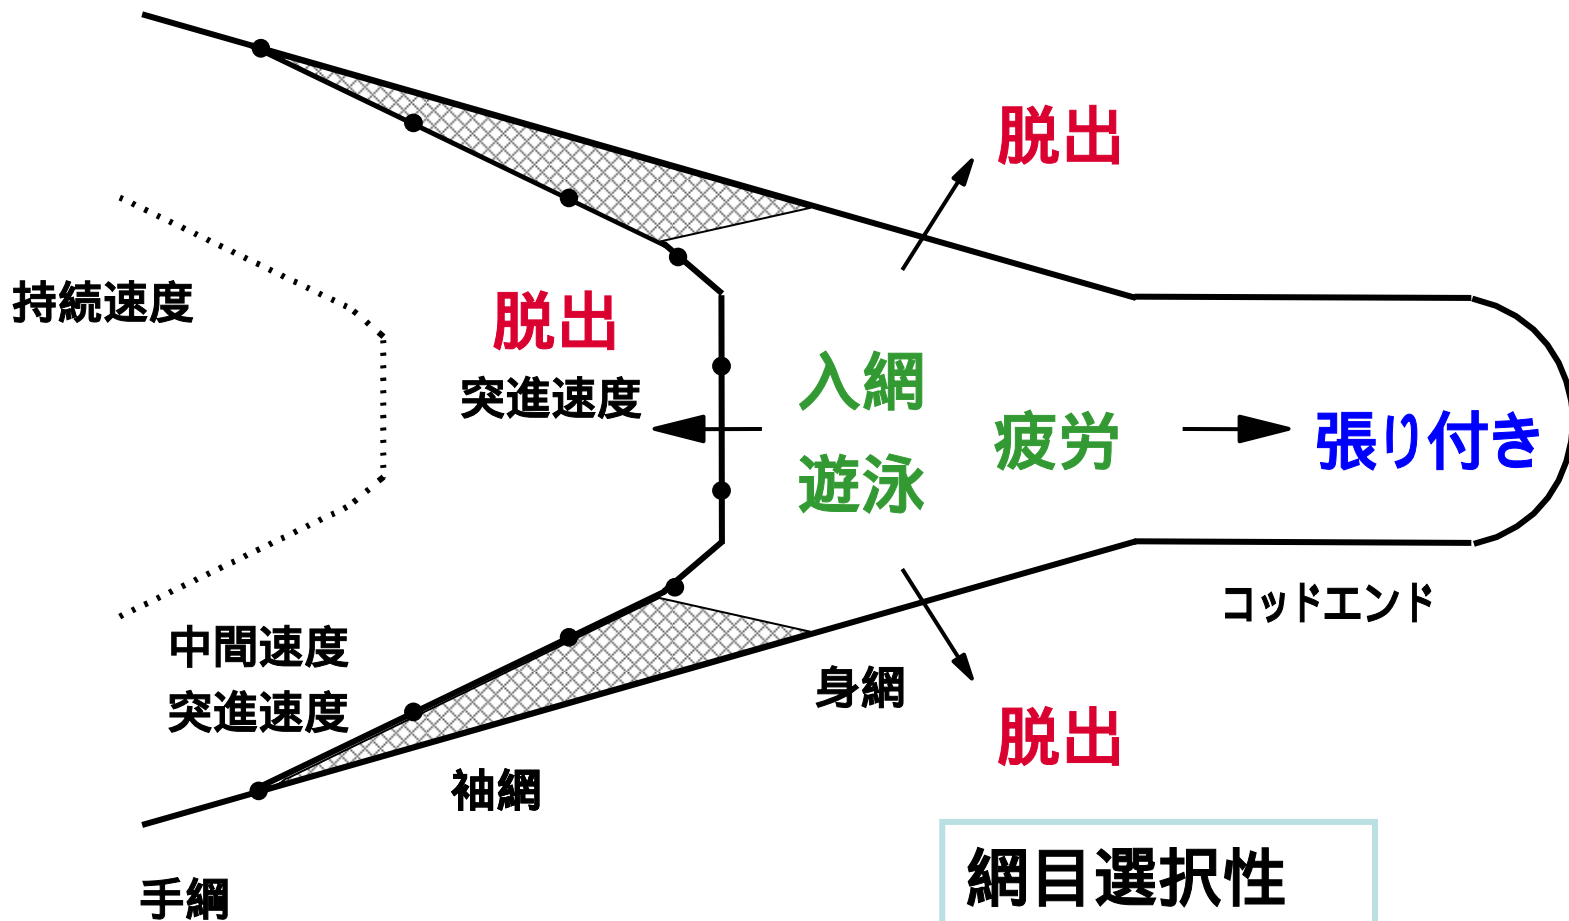 脱出
持続速度
脱出
突進速度
入網
遊泳
疲労
張り付き
コッドエンド
中間速度
突進速度
身網
脱出
袖網
手綱
網目選択性